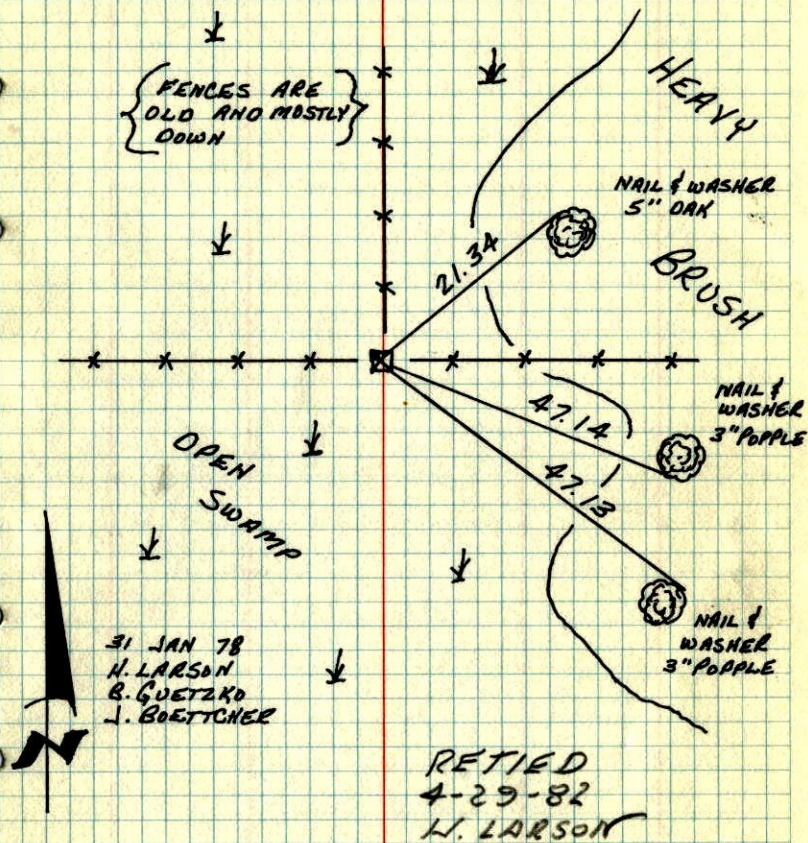 FENCES ARE
OLD AND MOSTLY
DOWN
HEAVY
NAIL & WASHER
5" OAK
21.34
BRUSH
NAIL &
WASHER
3" POPPLE
47.14
47.13
OPEN
SWAMP
NAIL &
WASHER
3" POPPLE
31 JAN 78
H. LARSON
B. GUETZKO
J. BOETTCHER
N
RETIED
4-29-82
W. LARSON